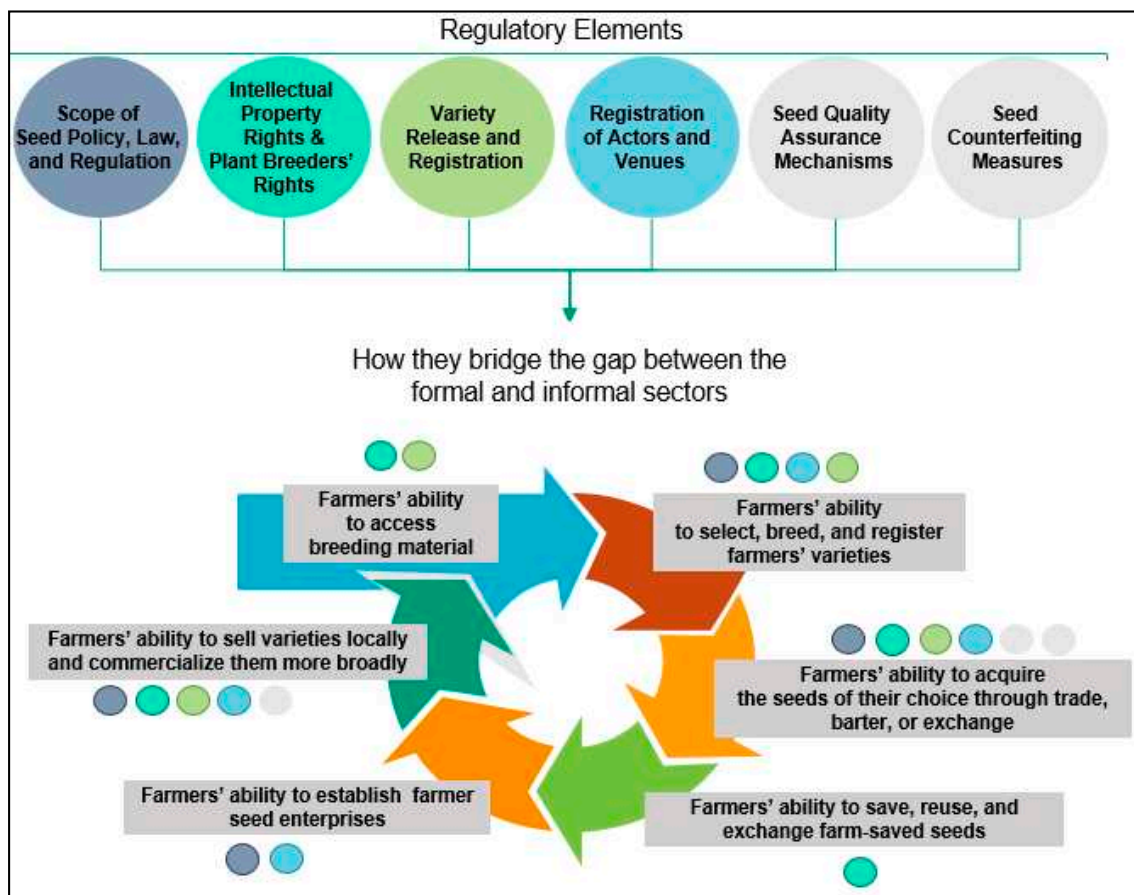 Regulatory Elements
Scope of
Seed Policy, Law,
and Regulation
Intellectual
Property
Rights &
Plant Breeders'
Rights
Variety
Release and
Registration
Registration
of Actors and
Venues
Seed Quality
Assurance
Mechanisms
Seed
Counterfeiting
Measures
How they bridge the gap between the
formal and informal sectors
Farmers' ability
to access
breeding material
Farmers' ability
to select, breed, and register
farmers' varieties
Farmers' ability to sell varieties locally
and commercialize them more broadly
Farmers' ability to acquire
the seeds of their choice through trade,
barter, or exchange
Farmers' ability to establish farmer
seed enterprises
Farmers' ability to save, reuse, and
exchange farm-saved seeds